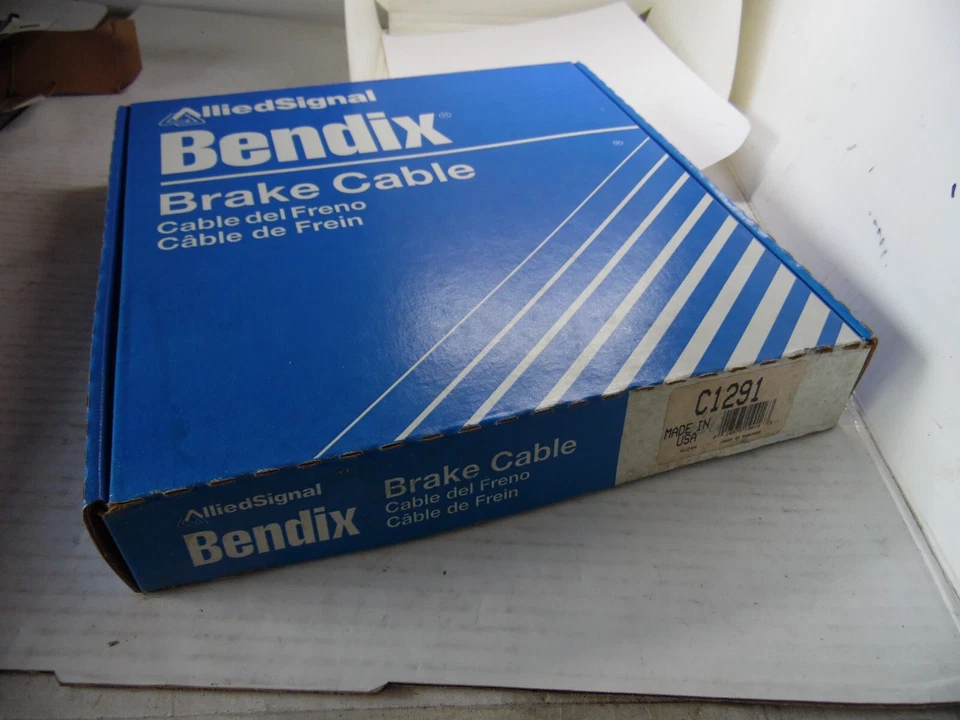 AlliedSignal
Bendix®
Brake Cable
Cable del Freno
Câble de Frein
®
AlliedSignal
Bendix
Brake Cable
Cable del Freno
Câble de Frein
C1291
MADE IN
USA